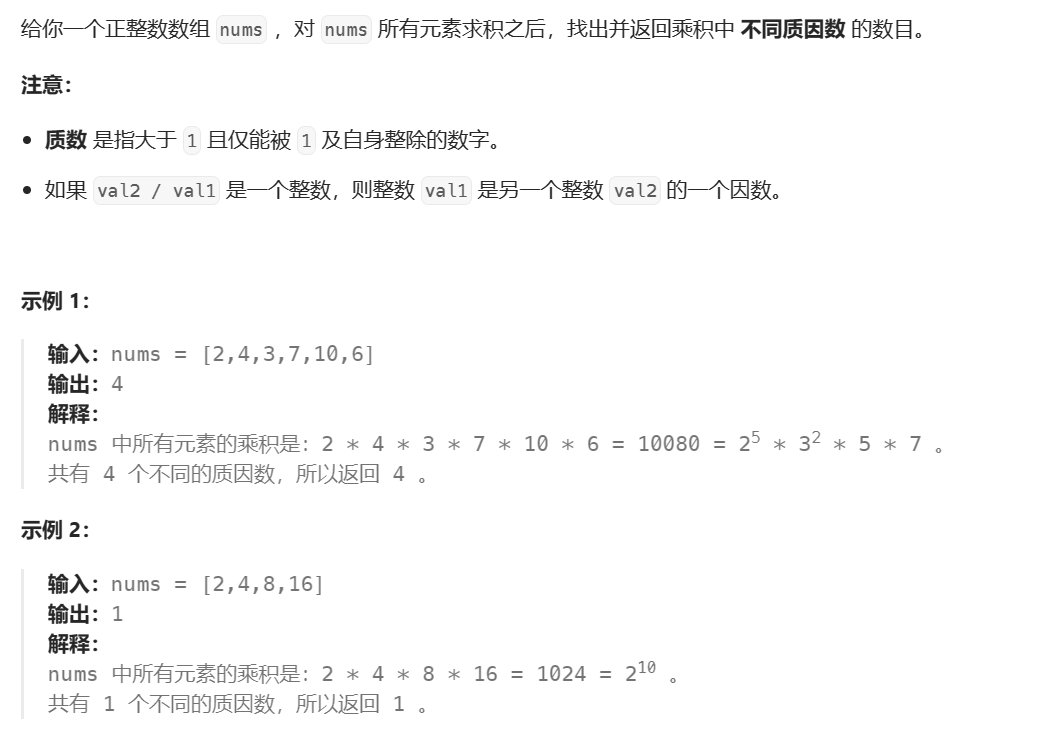 给你一个正整数数组 nums ，对 nums 所有元素求积之后，找出并返回乘积中 不同质因数 的数目。
注意：
• 质数 是指大于 1 且仅能被 1 及自身整除的数字。
• 如果 val2 / val1 是一个整数，则整数 val1 是另一个整数 val2 的一个因数。
示例 1：
输入：nums = [2,4,3,7,10,6]
输出：4
解释：
nums 中所有元素的乘积是：2 * 4 * 3 * 7 * 10 * 6 = 10080 = 2⁵ * 3² * 5 * 7 。
共有 4 个不同的质因数，所以返回 4 。
示例 2：
输入：nums = [2,4,8,16]
输出：1
解释：
nums 中所有元素的乘积是：2 * 4 * 8 * 16 = 1024 = 2¹⁰ 。
共有 1 个不同的质因数，所以返回 1 。